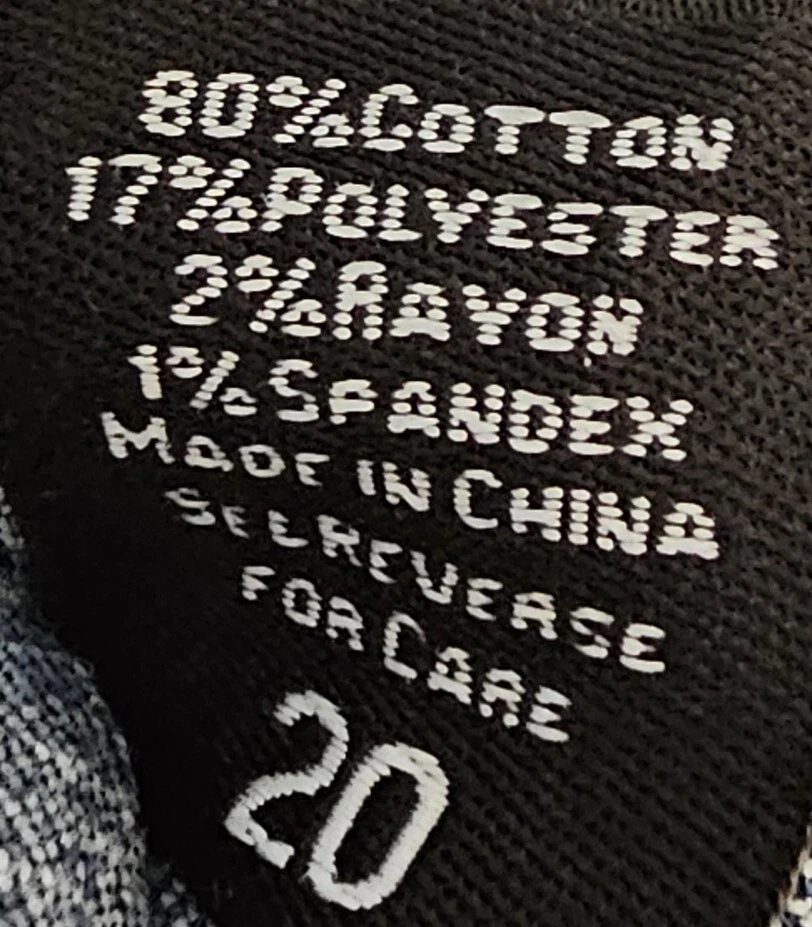 80% COTTON
17% POLYESTER
2% RAYON
1% SPANDEX
MADE IN CHINA
SEE REVERSE
FOR CARE
20